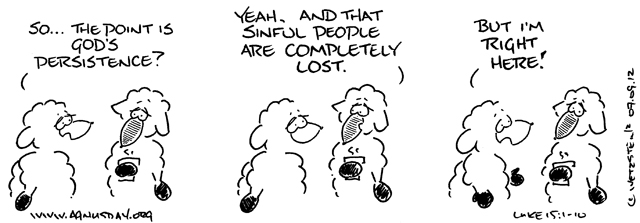 SO... THE POINT IS
GOD'S
PERSISTENCE?
YEAH. AND THAT
SINFUL PEOPLE
ARE COMPLETELY
LOST.
BUT I'M
RIGHT
HERE!
WWW.AGNUSDAY.ORG
LUKE 15:1-10